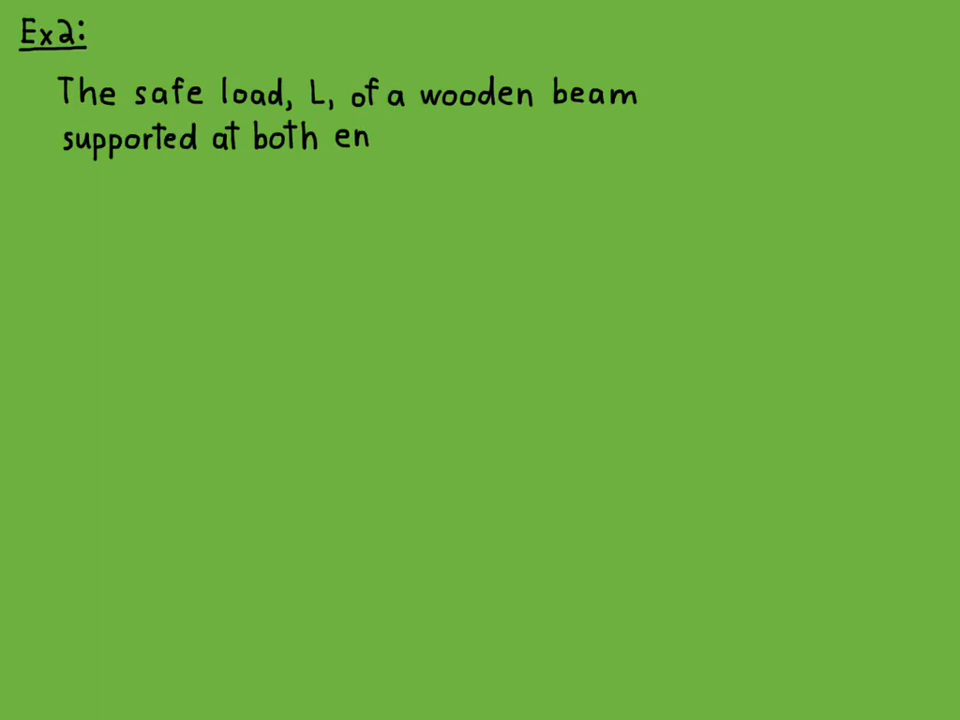 Ex2:
The safe load, L, of a wooden beam
supported at both en